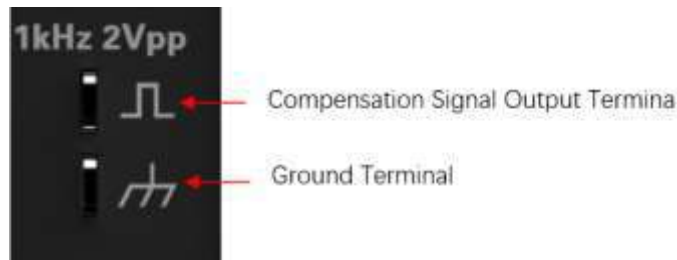 1kHz 2Vpp
Compensation Signal Output Termina
Ground Terminal